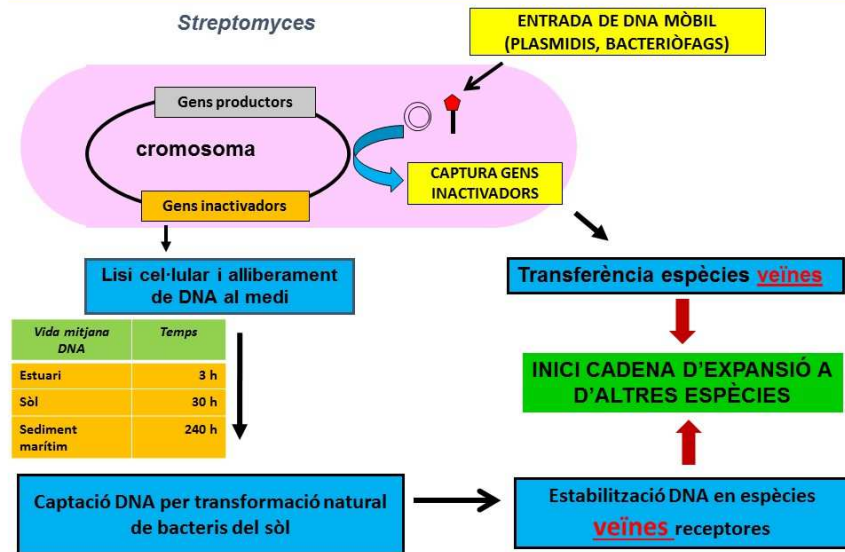 Streptomyces
ENTRADA DE DNA MÒBIL
(PLASMIDIS, BACTERIÒFAGS)
Gens productors
cromosoma
Gens inactivadors
CAPTURA GENS
INACTIVADORS
Lisi cel·lular i alliberament
de DNA al medi
Transferència espècies veïnes
Vida mitjana DNA Temps
Estuari 3 h
Sòl 30 h
Sediment marítim 240 h
INICI CADENA D'EXPANSIÓ A
D'ALTRES ESPÈCIES
Captació DNA per transformació natural
de bacteris del sòl
Estabilització DNA en espècies
veïnes receptores